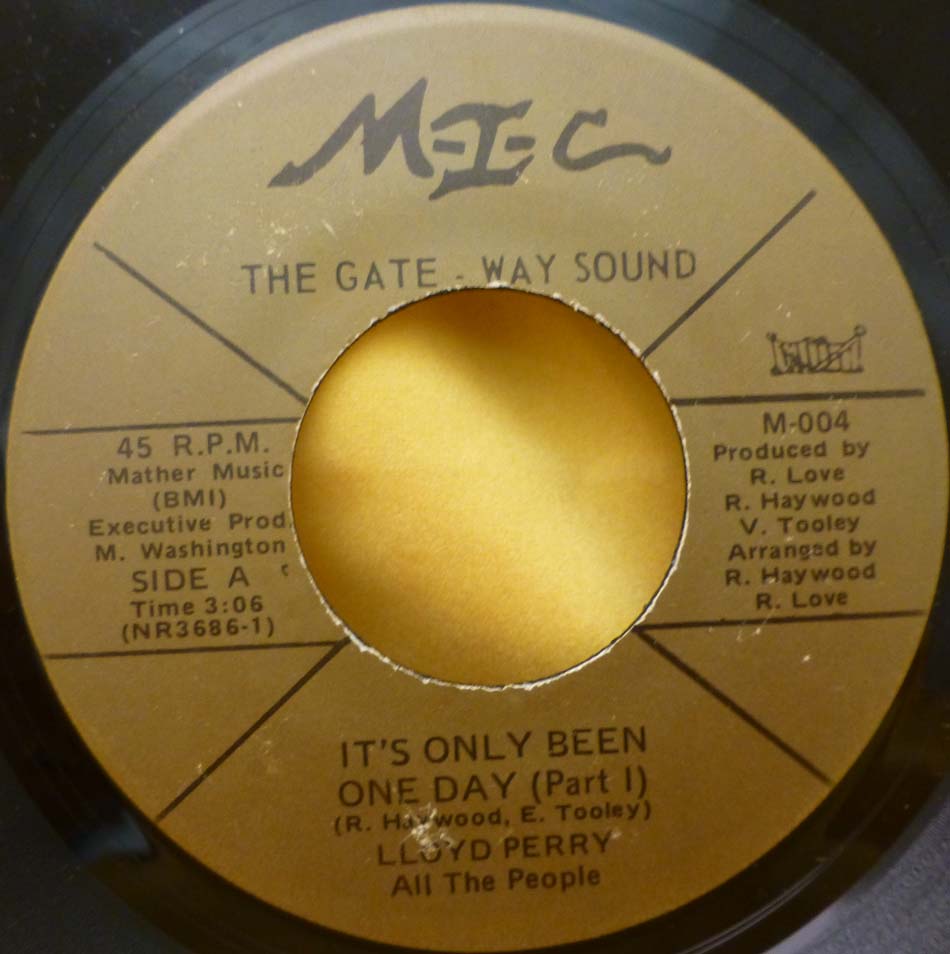 M-I-C
THE GATE - WAY SOUND
45 R.P.M.
Mather Music
(BMI)
Executive Prod.
M. Washington
SIDE A
Time 3:06
(NR3686-1)
M-004
Produced by
R. Love
R. Haywood
V. Tooley
Arranged by
R. Haywood
R. Love
IT'S ONLY BEEN
ONE DAY (Part I)
(R. Haywood, E. Tooley)
LLOYD PERRY
All The People